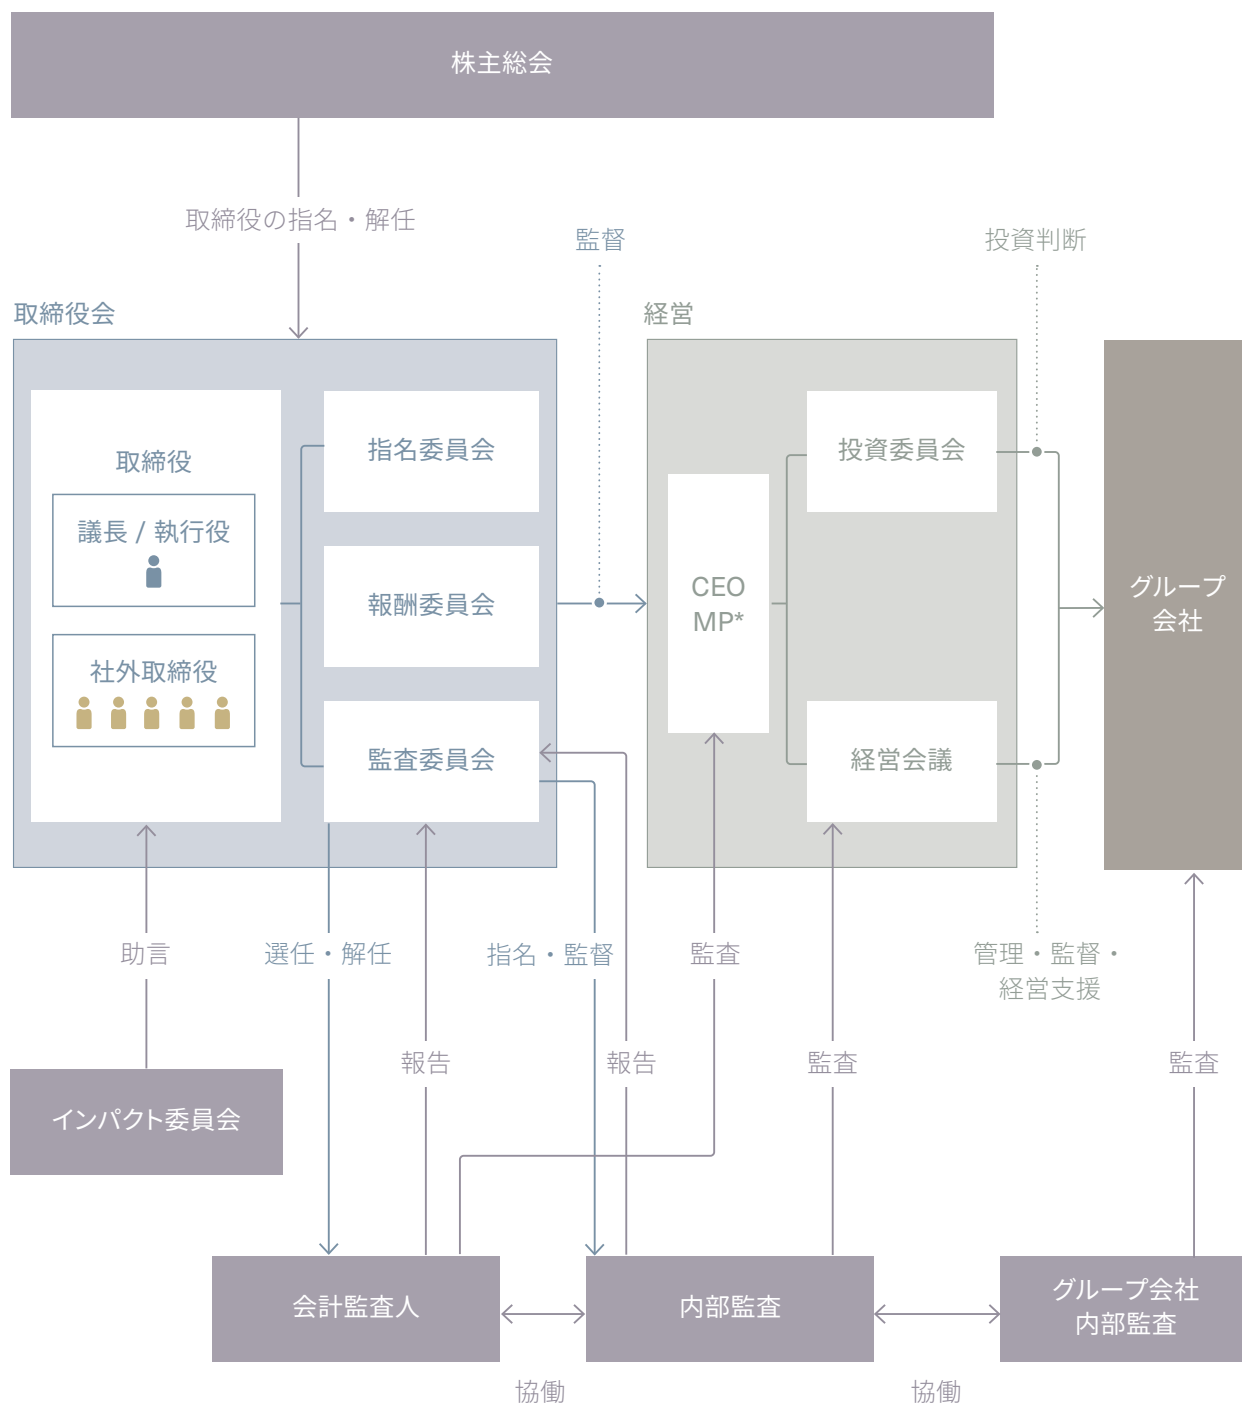 株主総会
取締役の指名・解任
監督
投資判断
取締役会
経営
取締役
議長 / 執行役
社外取締役
指名委員会
報酬委員会
監査委員会
CEO
MP*
投資委員会
経営会議
グループ
会社
助言
選任・解任
指名・監督
監査
管理・監督・
経営支援
報告
報告
監査
監査
インパクト委員会
会計監査人
内部監査
グループ会社
内部監査
協働
協働